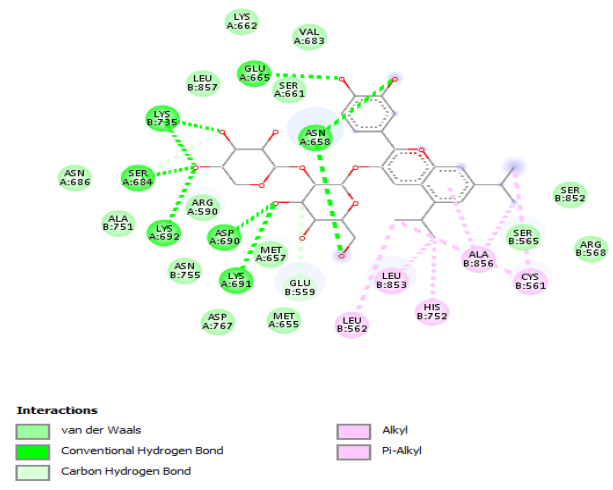 LYS
A:662
VAL
A:683
GLU
A:665
LEU
B:857
SER
A:661
LYS
B:735
ASN
A:658
ASN
A:686
SER
A:684
ARG
A:590
SER
B:852
ALA
A:751
LYS
A:692
ASP
A:690
MET
A:657
SER
B:565
ARG
B:568
ALA
B:856
ASN
B:755
LYS
A:691
GLU
B:559
LEU
B:853
CYS
B:561
HIS
B:752
ASP
A:767
MET
A:655
LEU
B:562
Interactions
van der Waals
Conventional Hydrogen Bond
Carbon Hydrogen Bond
Alkyl
Pi-Alkyl